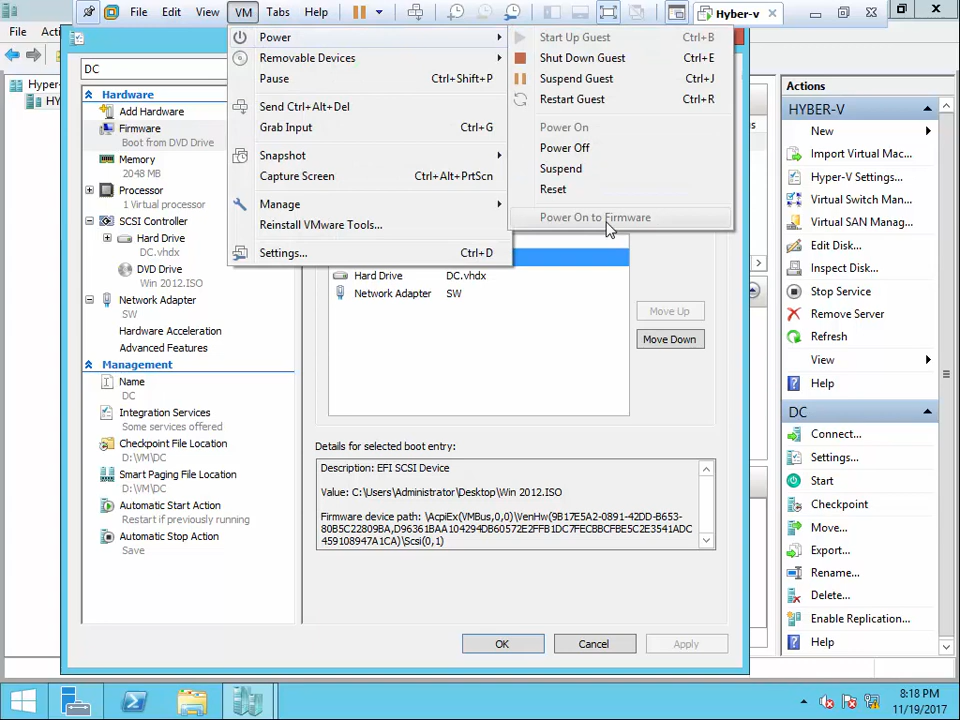 File Edit View VM Tabs Help Hyber-v
File
DC
Power
Removable Devices
Pause Ctrl+Shift+P
Send Ctrl+Alt+Del
Grab Input Ctrl+G
Snapshot
Capture Screen Ctrl+Alt+PrtScn
Manage
Reinstall VMware Tools...
Settings... Ctrl+D
Start Up Guest Ctrl+B
Shut Down Guest Ctrl+E
Suspend Guest Ctrl+J
Restart Guest Ctrl+R
Power On
Power Off
Suspend
Reset
Power On to Firmware
Hardware
Add Hardware
Firmware
Boot from DVD Drive
Memory
2048 MB
Processor
1 Virtual processor
SCSI Controller
Hard Drive
DC.vhdx
DVD Drive
Win 2012.ISO
Network Adapter
SW
Hardware Acceleration
Advanced Features
Management
Name
DC
Integration Services
Some services offered
Checkpoint File Location
D:\VM\DC
Smart Paging File Location
D:\VM\DC
Automatic Start Action
Restart if previously running
Automatic Stop Action
Save
Hard Drive DC.vhdx
Network Adapter SW
Move Up
Move Down
Details for selected boot entry:
Description: EFI SCSI Device
Value: C:\Users\Administrator\Desktop\Win 2012.ISO
Firmware device path: \AcpiEx(VMBus,0,0)\VenHw(9B17E5A2-0891-42DD-B653-
80B5C22809BA,D96361BAA104294DB60572E2FFB1DC7FECBBCFBE5C2E3541ADC
459108947A1CA)\Scsi(0,1)
OK Cancel Apply
Actions
HYBER-V
New
Import Virtual Mac...
Hyper-V Settings...
Virtual Switch Man...
Virtual SAN Manag...
Edit Disk...
Inspect Disk...
Stop Service
Remove Server
Refresh
View
Help
DC
Connect...
Settings...
Start
Checkpoint
Move...
Export...
Rename...
Delete...
Enable Replication...
Help
8:18 PM
11/19/2017